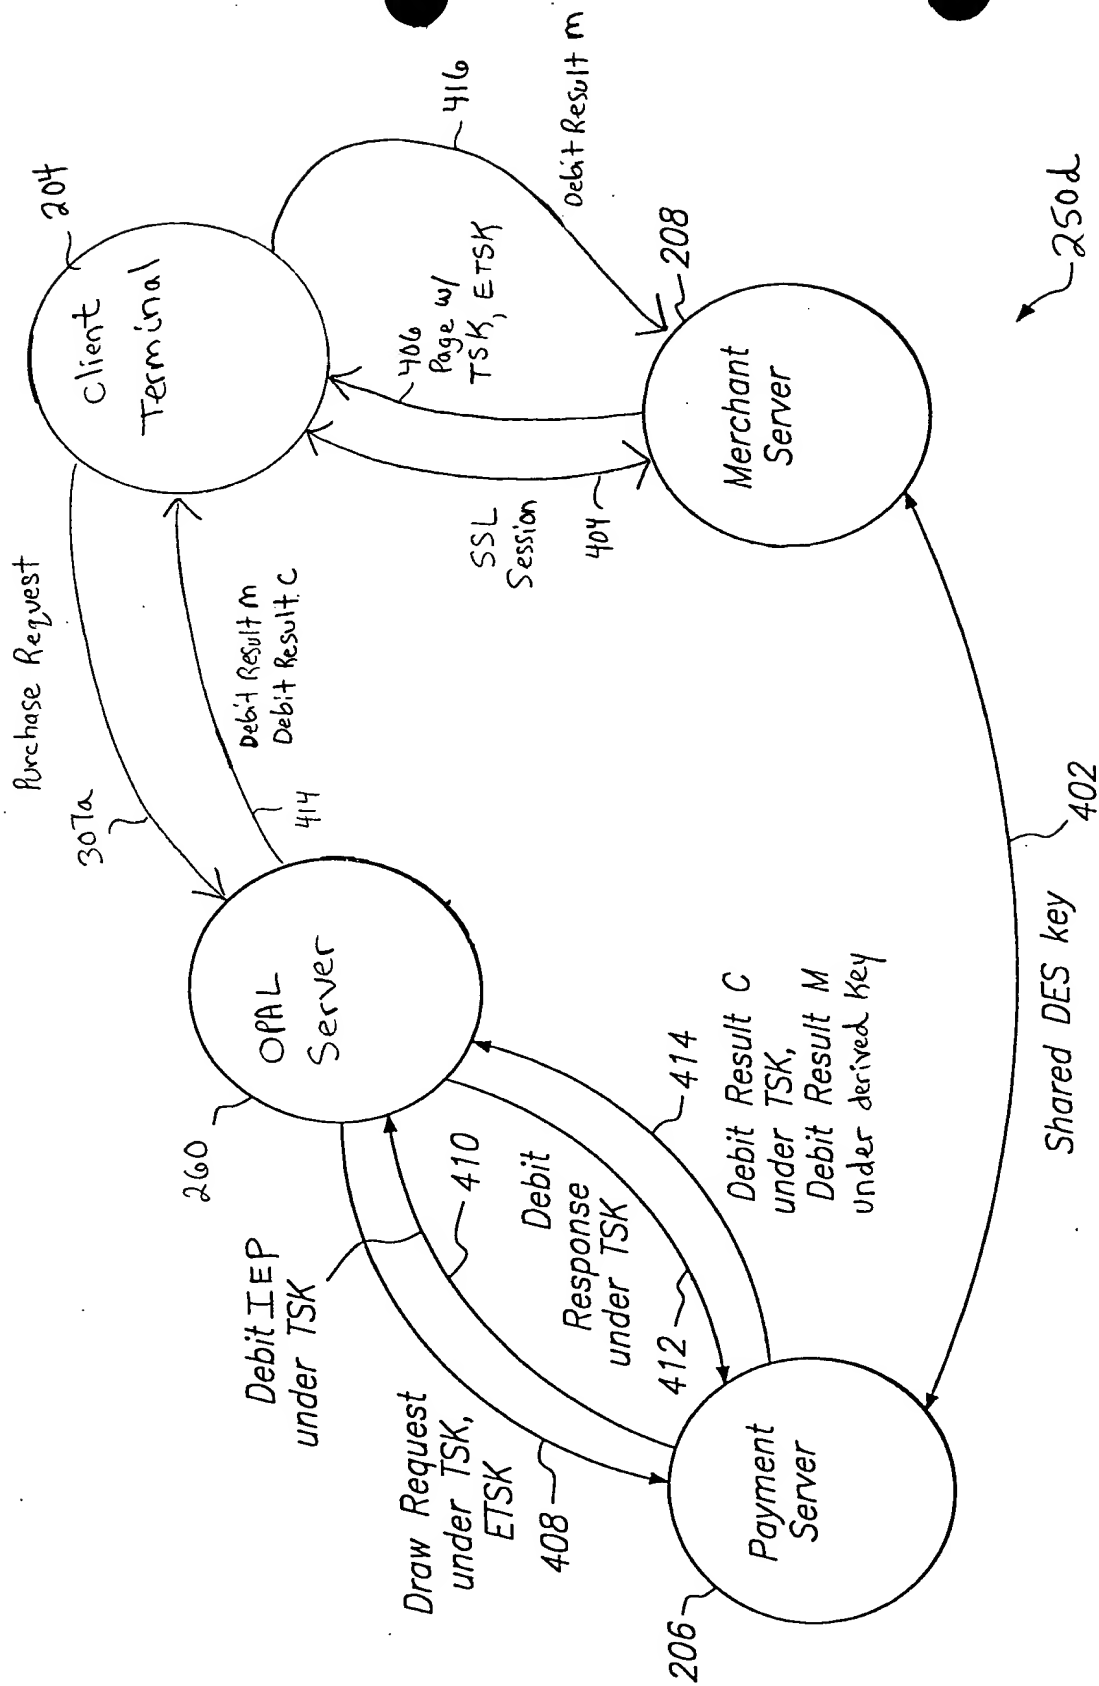 Purchase Request
307a
Client
Terminal
204
416
Debit Result m
414
Debit Result m
Debit Result C
406
Page w/
TSK, ETSK
SSL
Session
404
208
Merchant
Server
250d
260
OPAL
Server
Debit IEP
under TSK
410
Draw Request
under TSK,
ETSK
408
Debit
Response
under TSK
412
414
Debit Result C
under TSK,
Debit Result M
under derived Key
206
Payment
Server
402
Shared DES key